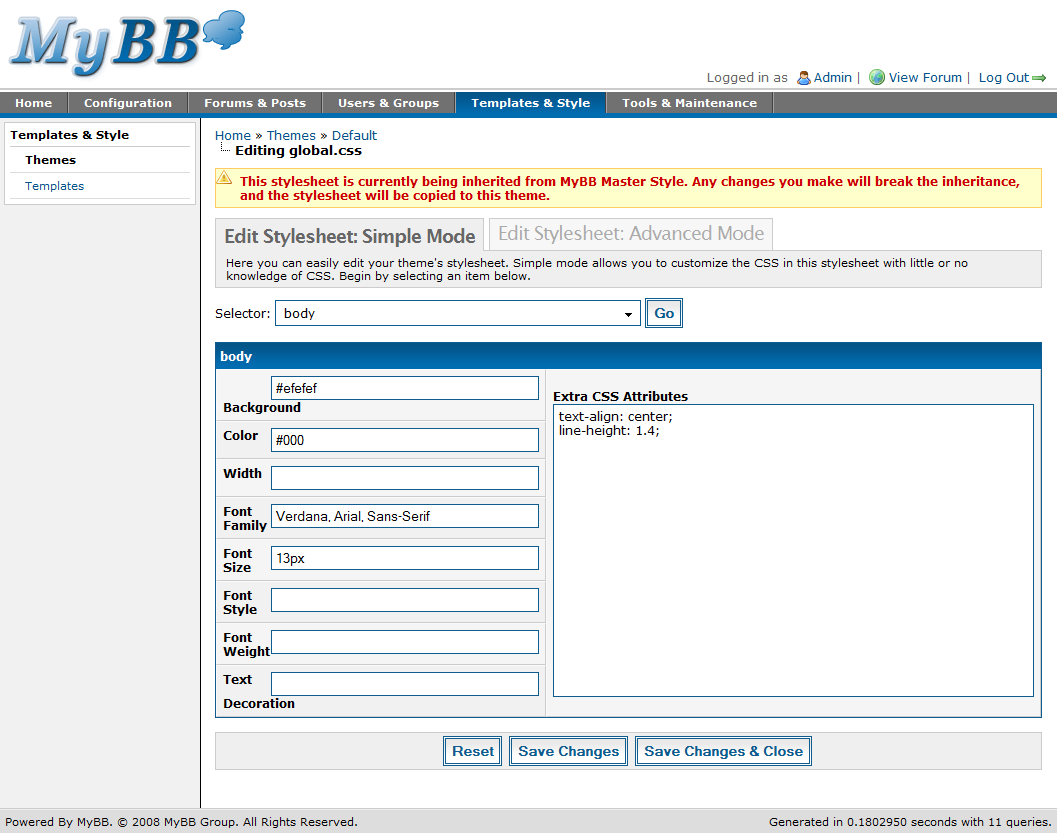 MyBB
Logged in as Admin | View Forum | Log Out
Home Configuration Forums & Posts Users & Groups Templates & Style Tools & Maintenance
Templates & Style
Themes
Templates
Home » Themes » Default
Editing global.css
This stylesheet is currently being inherited from MyBB Master Style. Any changes you make will break the inheritance,
and the stylesheet will be copied to this theme.
Edit Stylesheet: Simple Mode Edit Stylesheet: Advanced Mode
Here you can easily edit your theme's stylesheet. Simple mode allows you to customize the CSS in this stylesheet with little or no
knowledge of CSS. Begin by selecting an item below.
Selector: body Go
body
#efefef
Background
Color #000
Width
Font
Family
Verdana, Arial, Sans-Serif
Font
Size
13px
Font
Style
Font
Weight
Text
Decoration
Extra CSS Attributes
text-align: center;
line-height: 1.4;
Reset Save Changes Save Changes & Close
Powered By MyBB. © 2008 MyBB Group. All Rights Reserved. Generated in 0.1802950 seconds with 11 queries.